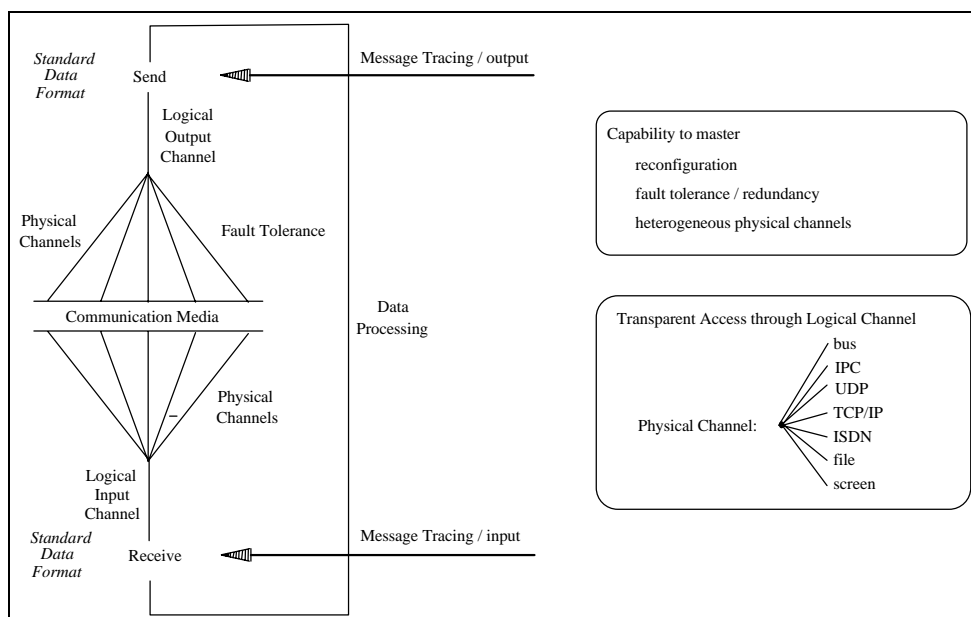 Standard
Data
Format
Send
Message Tracing / output
Logical
Output
Channel
Physical
Channels
Fault Tolerance
Communication Media
Data
Processing
Physical
Channels
Logical
Input
Channel
Standard
Data
Format
Receive
Message Tracing / input
Capability to master
reconfiguration
fault tolerance / redundancy
heterogeneous physical channels
Transparent Access through Logical Channel
Physical Channel:
bus
IPC
UDP
TCP/IP
ISDN
file
screen